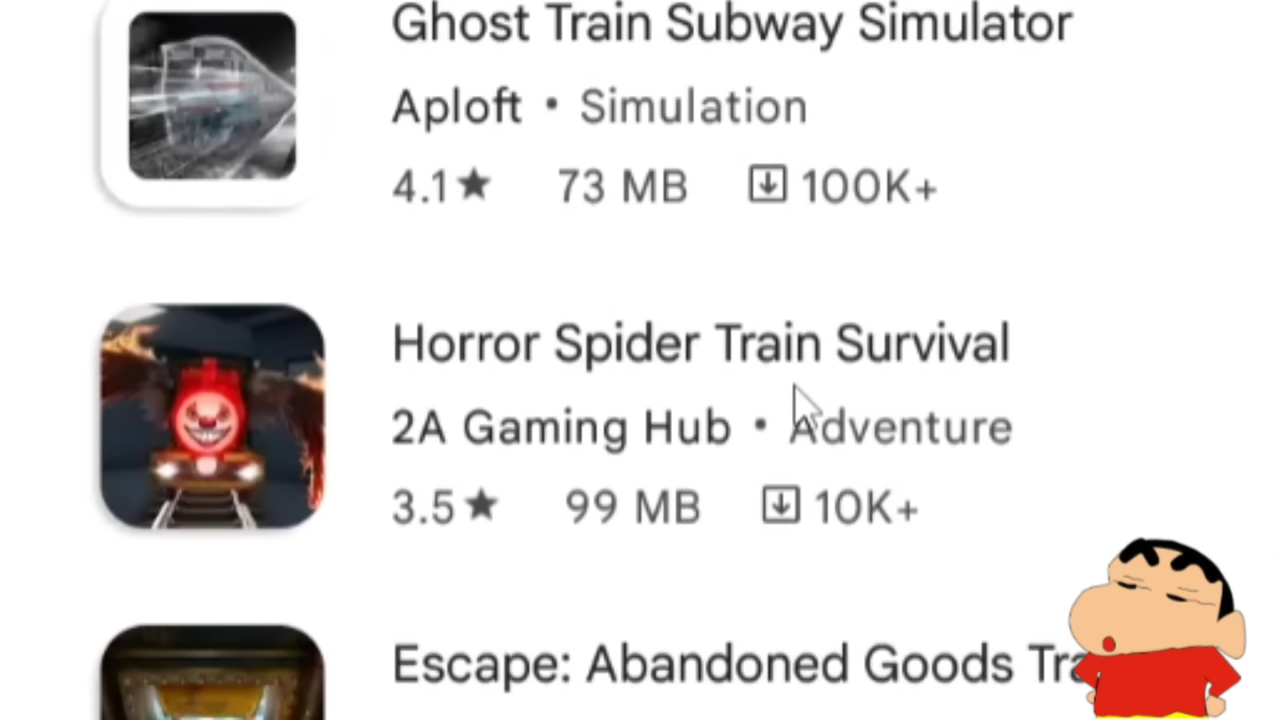 Ghost Train Subway Simulator
Aploft • Simulation
4.1★ 73 MB 100K+
Horror Spider Train Survival
2A Gaming Hub • Adventure
3.5★ 99 MB 10K+
Escape: Abandoned Goods